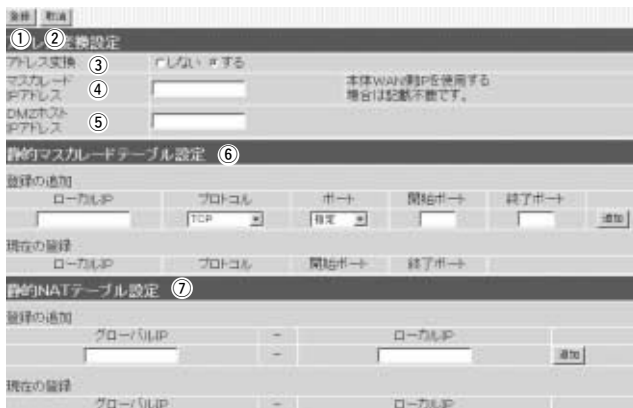 登録 取消
① ②
アドレス変換設定
アドレス変換 ③ しない する
マスカレード
IPアドレス ④ 本体WAN側IPを使用する
場合は記載不要です。
DMZホスト
IPアドレス ⑤
静的マスカレードテーブル設定 ⑥
登録の追加
ローカルIP プロトコル ポート 開始ポート 終了ポート
TCP 指定 追加
現在の登録
ローカルIP プロトコル 開始ポート 終了ポート
静的NATテーブル設定 ⑦
登録の追加
グローバルIP - ローカルIP
- 追加
現在の登録
グローバルIP - ローカルIP